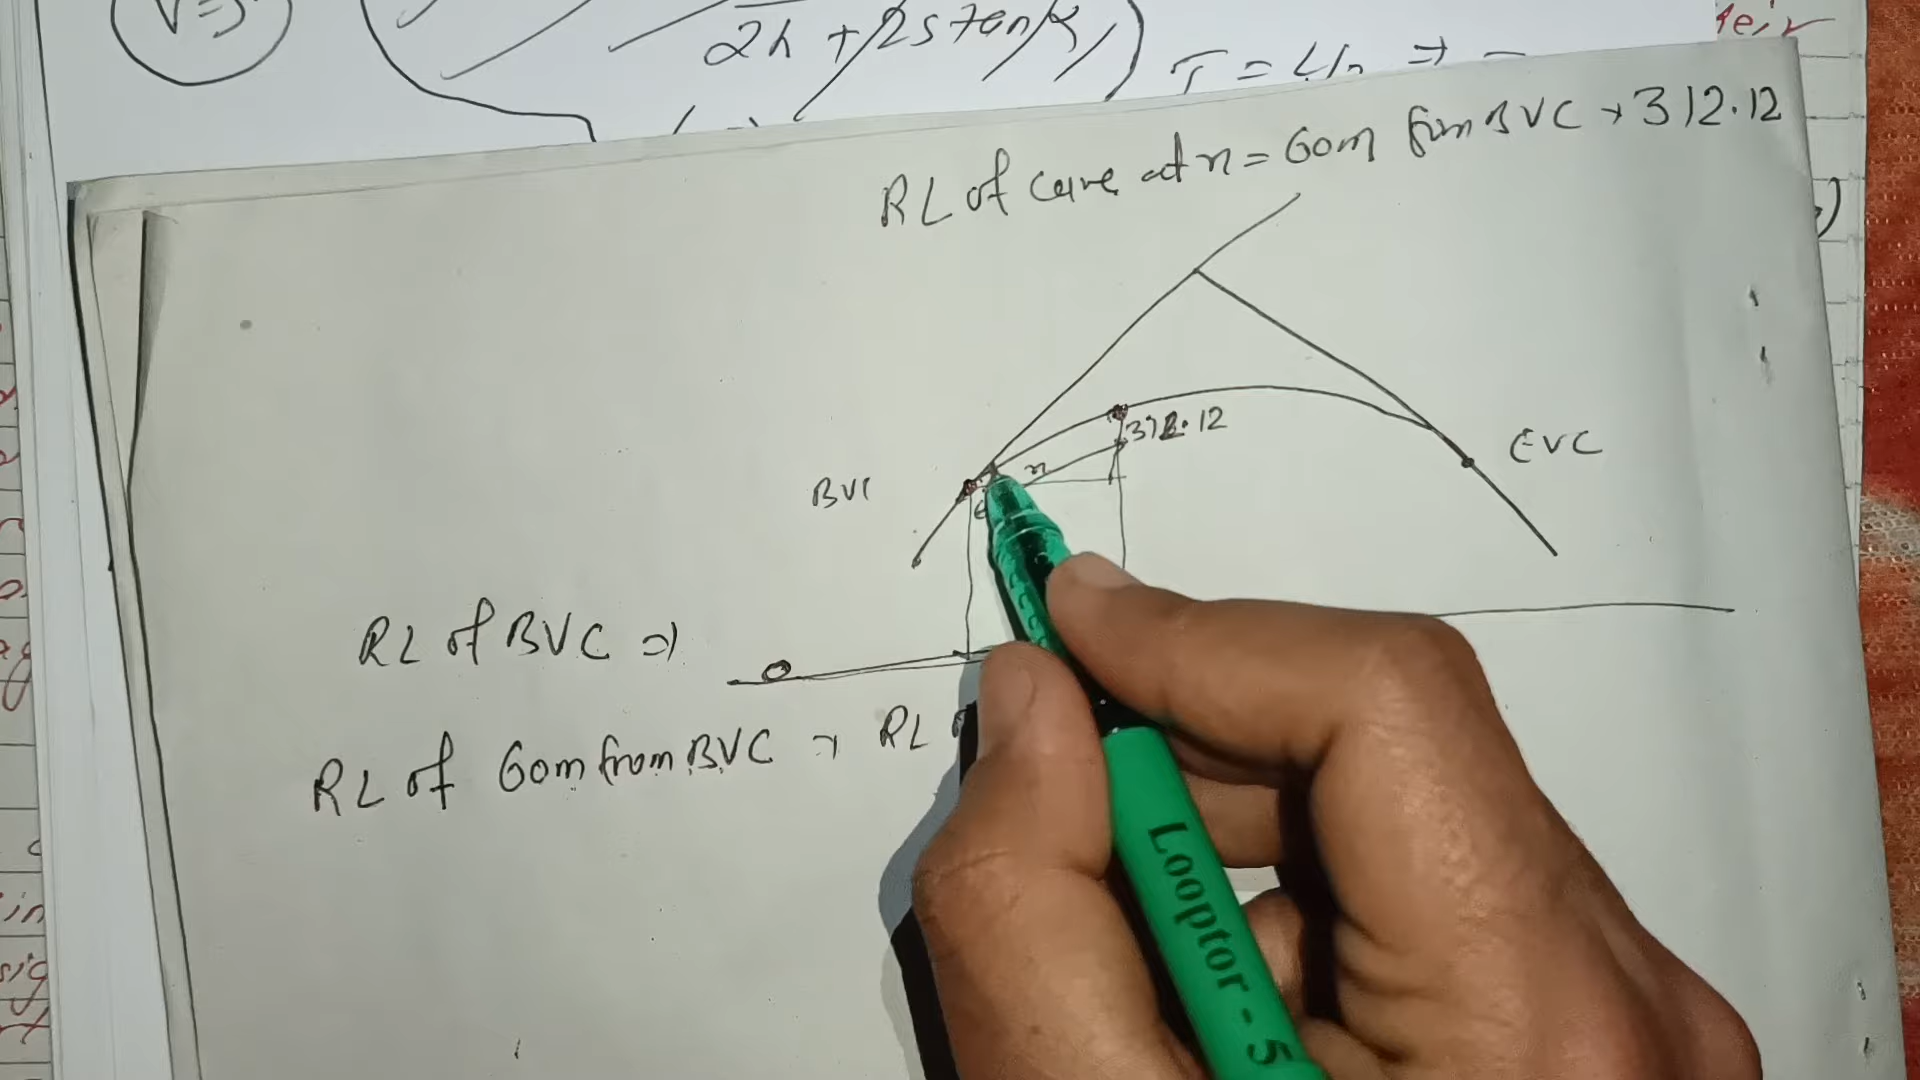 2h + 2s tan
RL of curve at x = 60m from BVC → 312.12
312.12
x
BVC
EVC
RL of BVC ⇒
RL of 60m from BVC → RL
Looptor - 5